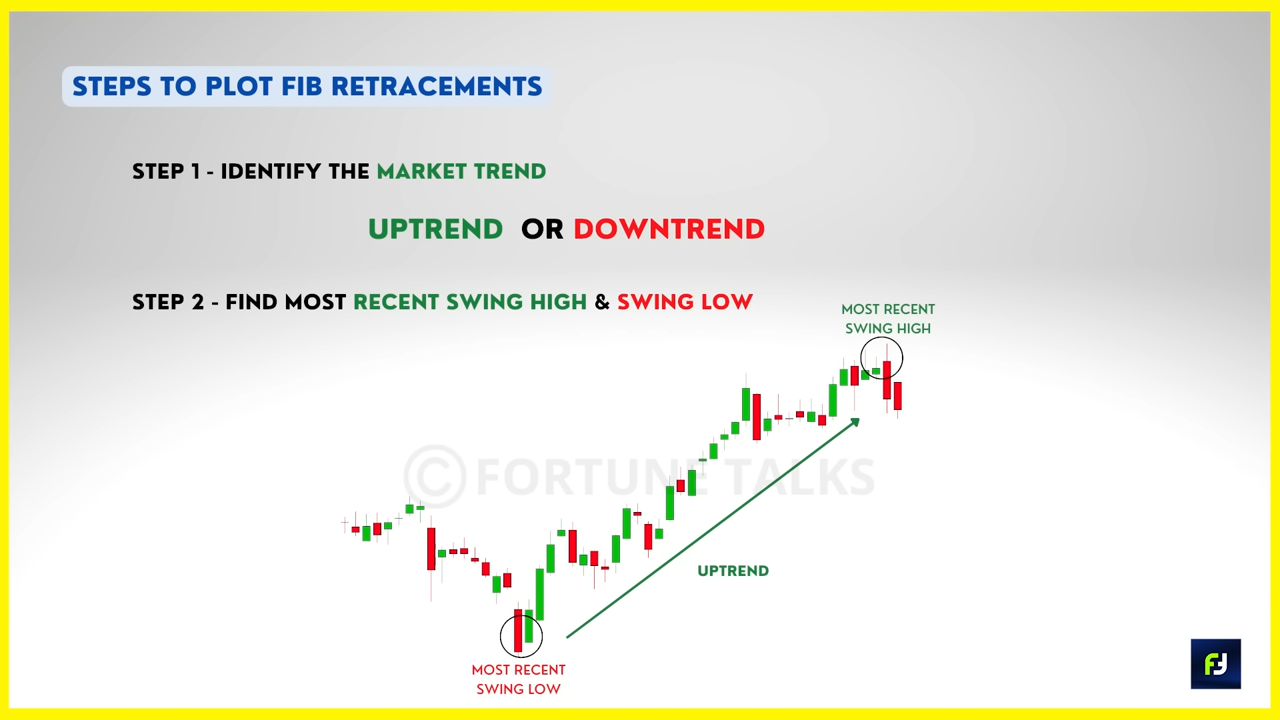 STEPS TO PLOT FIB RETRACEMENTS
STEP 1 - IDENTIFY THE MARKET TREND
UPTREND OR DOWNTREND
STEP 2 - FIND MOST RECENT SWING HIGH & SWING LOW
MOST RECENT
SWING HIGH
© FORTUNE TALKS
UPTREND
MOST RECENT
SWING LOW